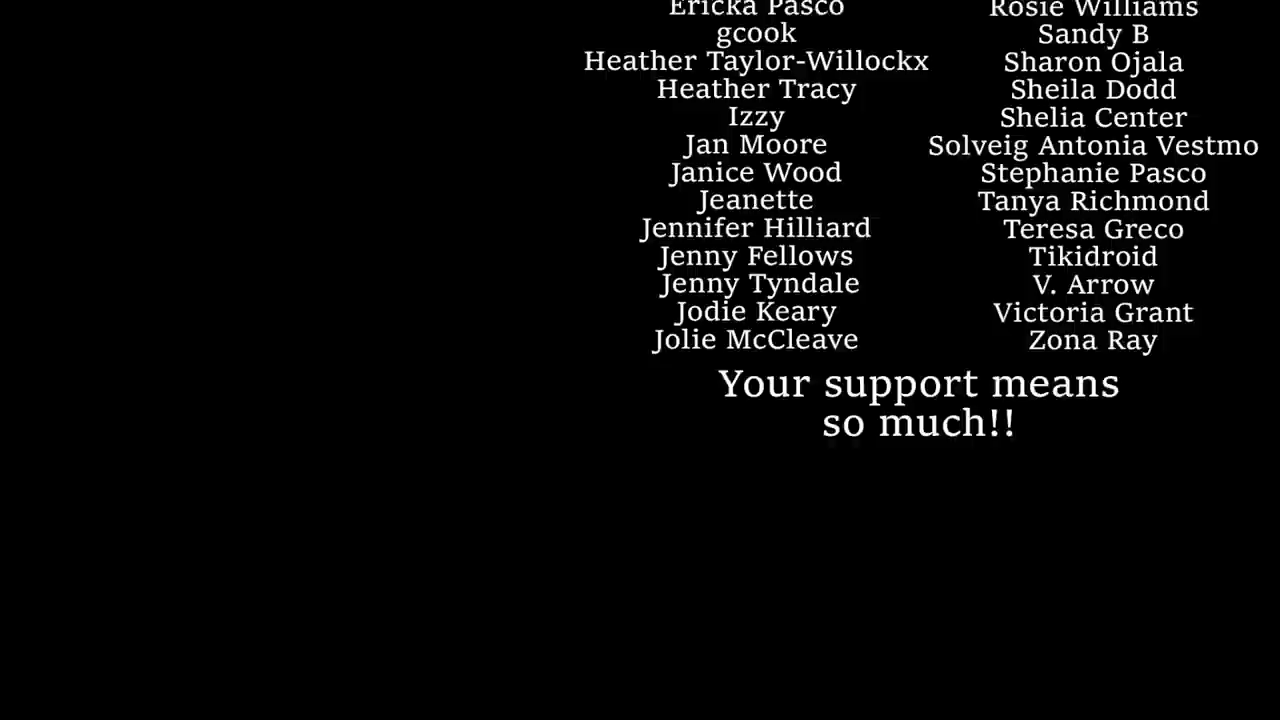 Ericka Pasco
gcook
Heather Taylor-Willockx
Heather Tracy
Izzy
Jan Moore
Janice Wood
Jeanette
Jennifer Hilliard
Jenny Fellows
Jenny Tyndale
Jodie Keary
Jolie McCleave
Rosie Williams
Sandy B
Sharon Ojala
Sheila Dodd
Shelia Center
Solveig Antonia Vestmo
Stephanie Pasco
Tanya Richmond
Teresa Greco
Tikidroid
V. Arrow
Victoria Grant
Zona Ray
Your support means
so much!!